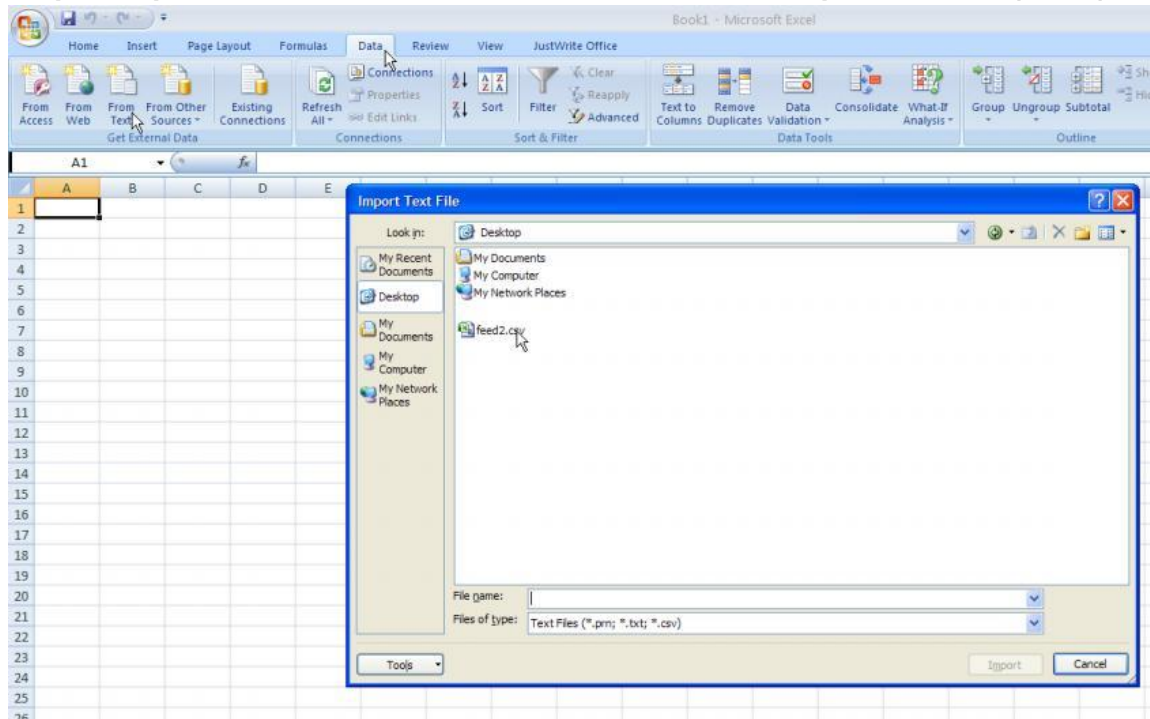 Book1 - Microsoft Excel
Home Insert Page Layout Formulas Data Review View JustWrite Office
From Access
From Web
From Text
From Other Sources
Existing Connections
Get External Data
Refresh All
Connections
Properties
Edit Links
Connections
Sort
Filter
Clear
Reapply
Advanced
Sort & Filter
Text to Columns
Remove Duplicates
Data Validation
Consolidate
What-If Analysis
Data Tools
Group
Ungroup
Subtotal
Outline
A1 fx
A B C D E
1
2
3
4
5
6
7
8
9
10
11
12
13
14
15
16
17
18
19
20
21
22
23
24
25
26
Import Text File
Look in: Desktop
My Recent Documents
Desktop
My Documents
My Computer
My Network Places
My Documents
My Computer
My Network Places
feed2.csv
File name:
Files of type: Text Files (*.prn; *.txt; *.csv)
Tools Import Cancel